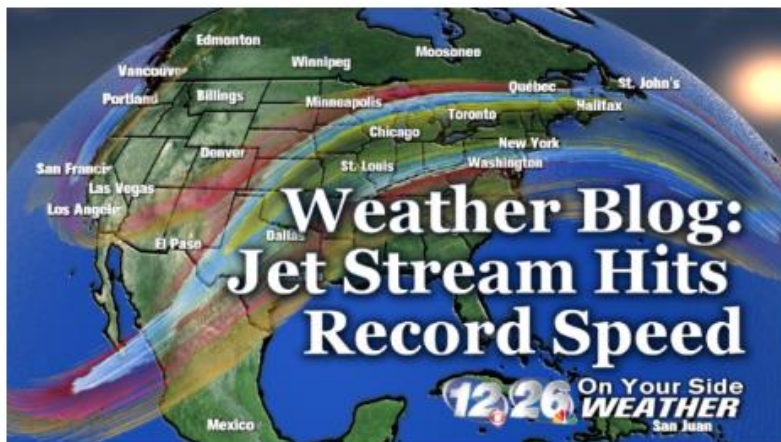 Edmonton
Moosonee
Winnipeg
Vancouver
St. John's
Québec
Portland
Billings
Minneapolis
Halifax
Toronto
Chicago
New York
Denver
St. Louis
Washington
San Francis
Las Vegas
Los Angele
El Paso
Dallas
Weather Blog:
Jet Stream Hits
Record Speed
12 26 On Your Side
WEATHER
Mexico
San Juan